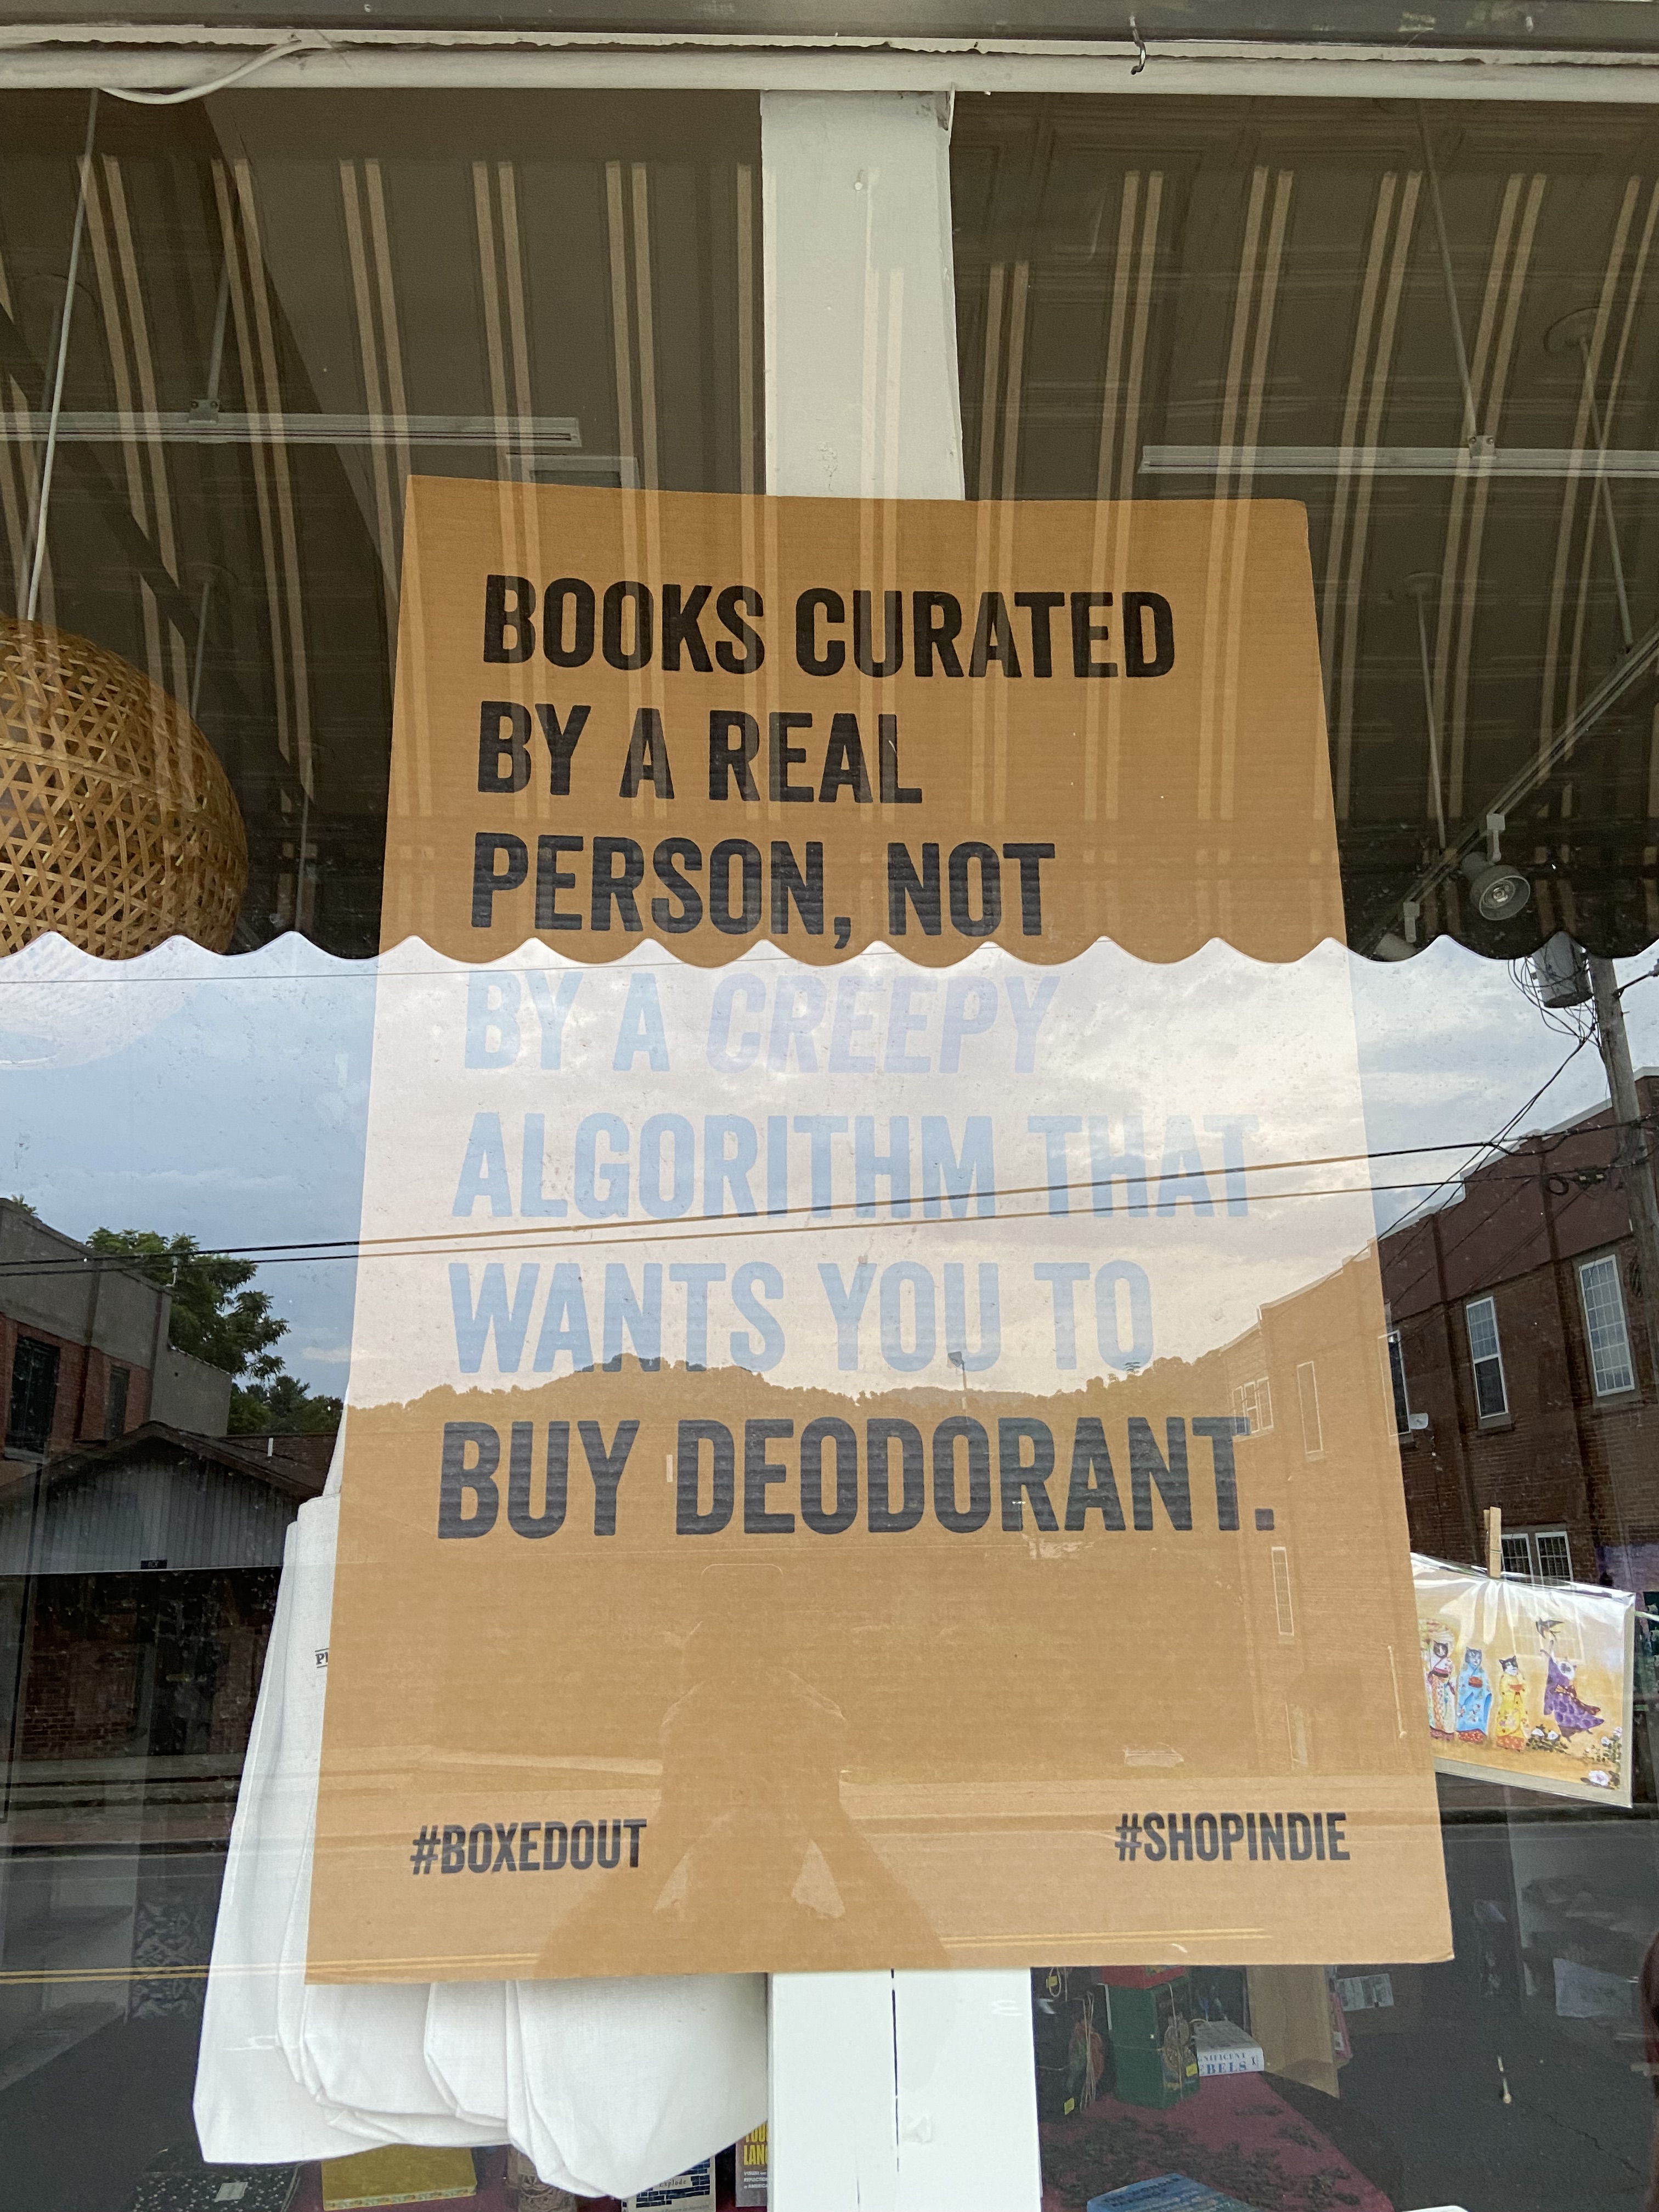 BOOKS CURATED
BY A REAL
PERSON, NOT
BY A CREEPY
ALGORITHM THAT
WANTS YOU TO
BUY DEODORANT.
#BOXEDOUT #SHOPINDIE